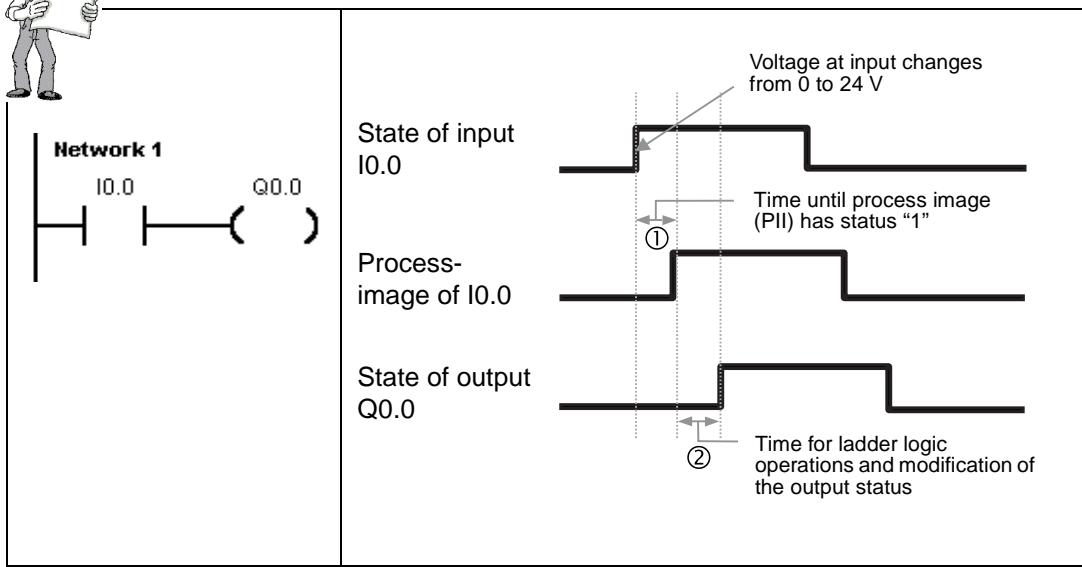 Network 1
I0.0 Q0.0
Voltage at input changes
from 0 to 24 V
State of input
I0.0
Time until process image
(PII) has status “1”
①
Process-
image of I0.0
State of output
Q0.0
②
Time for ladder logic
operations and modification of
the output status